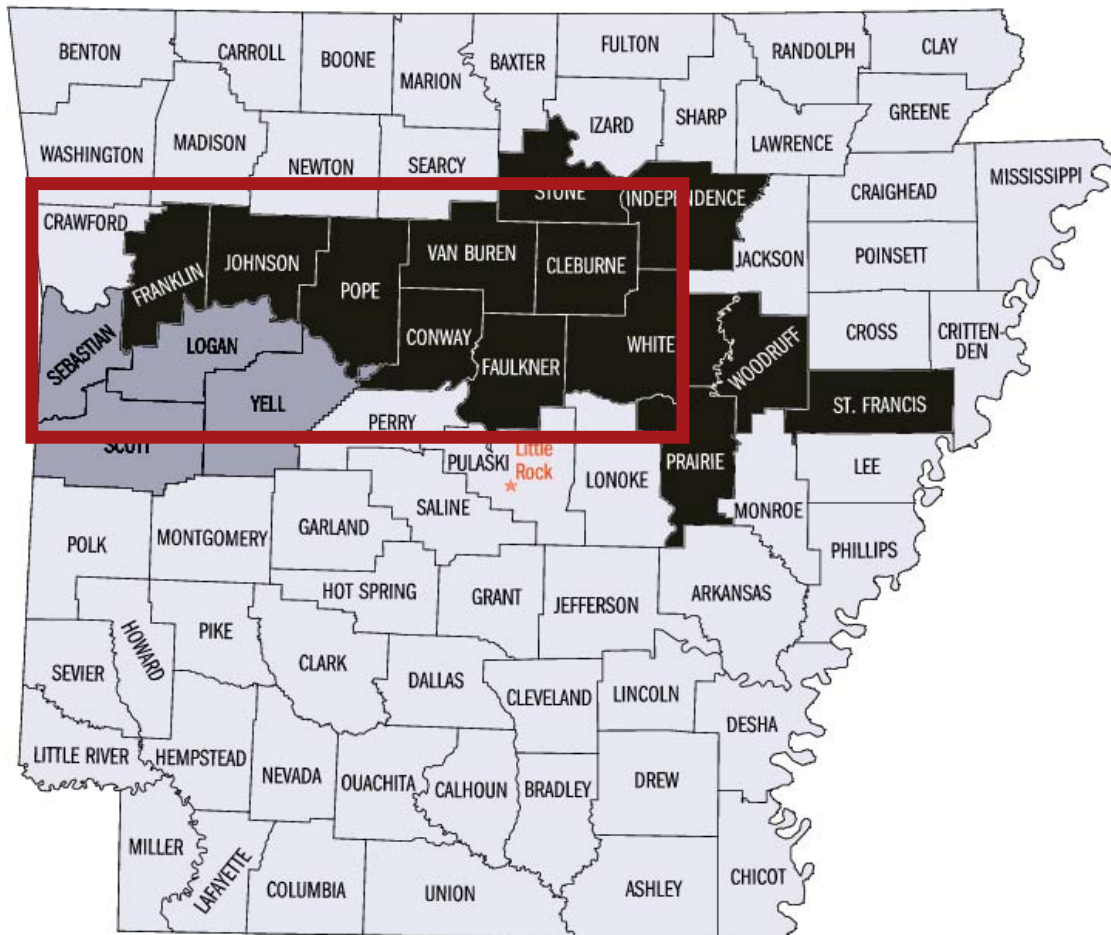 BENTON
CARROLL
BOONE
MARION
BAXTER
FULTON
RANDOLPH
CLAY
WASHINGTON
MADISON
NEWTON
SEARCY
IZARD
SHARP
LAWRENCE
GREENE
CRAWFORD
FRANKLIN
JOHNSON
POPE
VAN BUREN
STONE
CLEBURNE
INDEPENDENCE
JACKSON
CRAIGHEAD
MISSISSIPPI
POINSETT
SEBASTIAN
LOGAN
CONWAY
FAULKNER
WHITE
WOODRUFF
CROSS
CRITTEN-
DEN
SCOTT
YELL
PERRY
PULASKI
Little
Rock
LONOKE
PRAIRIE
ST. FRANCIS
LEE
MONROE
POLK
MONTGOMERY
GARLAND
SALINE
PHILLIPS
HOT SPRING
GRANT
JEFFERSON
ARKANSAS
HOWARD
PIKE
CLARK
SEVIER
DALLAS
CLEVELAND
LINCOLN
DESHA
LITTLE RIVER
HEMPSTEAD
NEVADA
OUACHITA
CALHOUN
BRADLEY
DREW
MILLER
LAFAYETTE
COLUMBIA
UNION
ASHLEY
CHICOT